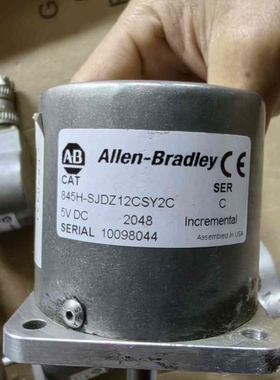 AB
Allen-Bradley CE
CAT
SER
845H-SJDZ12CSY2C
C
5V DC 2048 Incremental
SERIAL 10098044
Assembled in USA